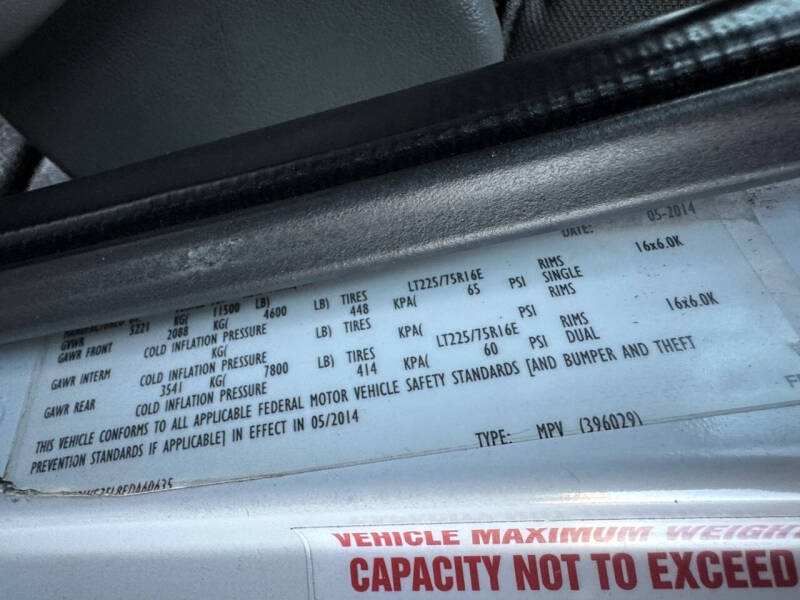 DATE: 05-2014
GVWR 5221 KG( 11500 LB)
GAWR FRONT 2088 KG( 4600 LB) TIRES LT225/75R16E RIMS 16x6.0K
COLD INFLATION PRESSURE 448 KPA( 65 PSI SINGLE
GAWR INTERM KG( LB) TIRES RIMS
COLD INFLATION PRESSURE KPA( PSI
GAWR REAR 3541 KG( 7800 LB) TIRES LT225/75R16E RIMS 16x6.0K
COLD INFLATION PRESSURE 414 KPA( 60 PSI DUAL
THIS VEHICLE CONFORMS TO ALL APPLICABLE FEDERAL MOTOR VEHICLE SAFETY STANDARDS [AND BUMPER AND THEFT
PREVENTION STANDARDS IF APPLICABLE] IN EFFECT IN 05/2014
TYPE: MPV (396029)
VEHICLE MAXIMUM WEIGHT
CAPACITY NOT TO EXCEED